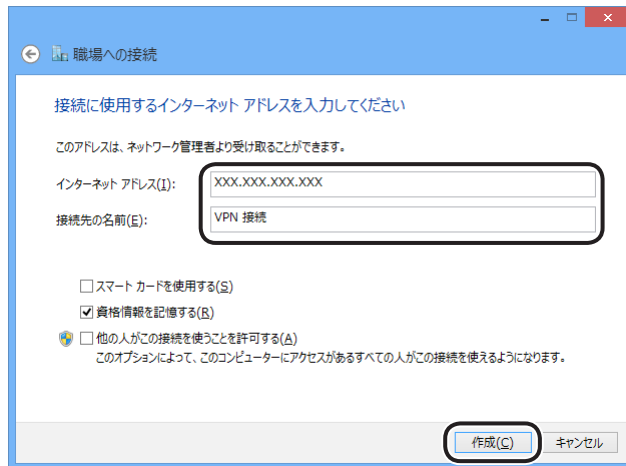 職場への接続
接続に使用するインターネット アドレスを入力してください
このアドレスは、ネットワーク管理者より受け取ることができます。
インターネット アドレス(I): XXX.XXX.XXX.XXX
接続先の名前(E): VPN 接続
スマート カードを使用する(S)
資格情報を記憶する(R)
他の人がこの接続を使うことを許可する(A)
このオプションによって、このコンピューターにアクセスがあるすべての人がこの接続を使えるようになります。
作成(C) キャンセル